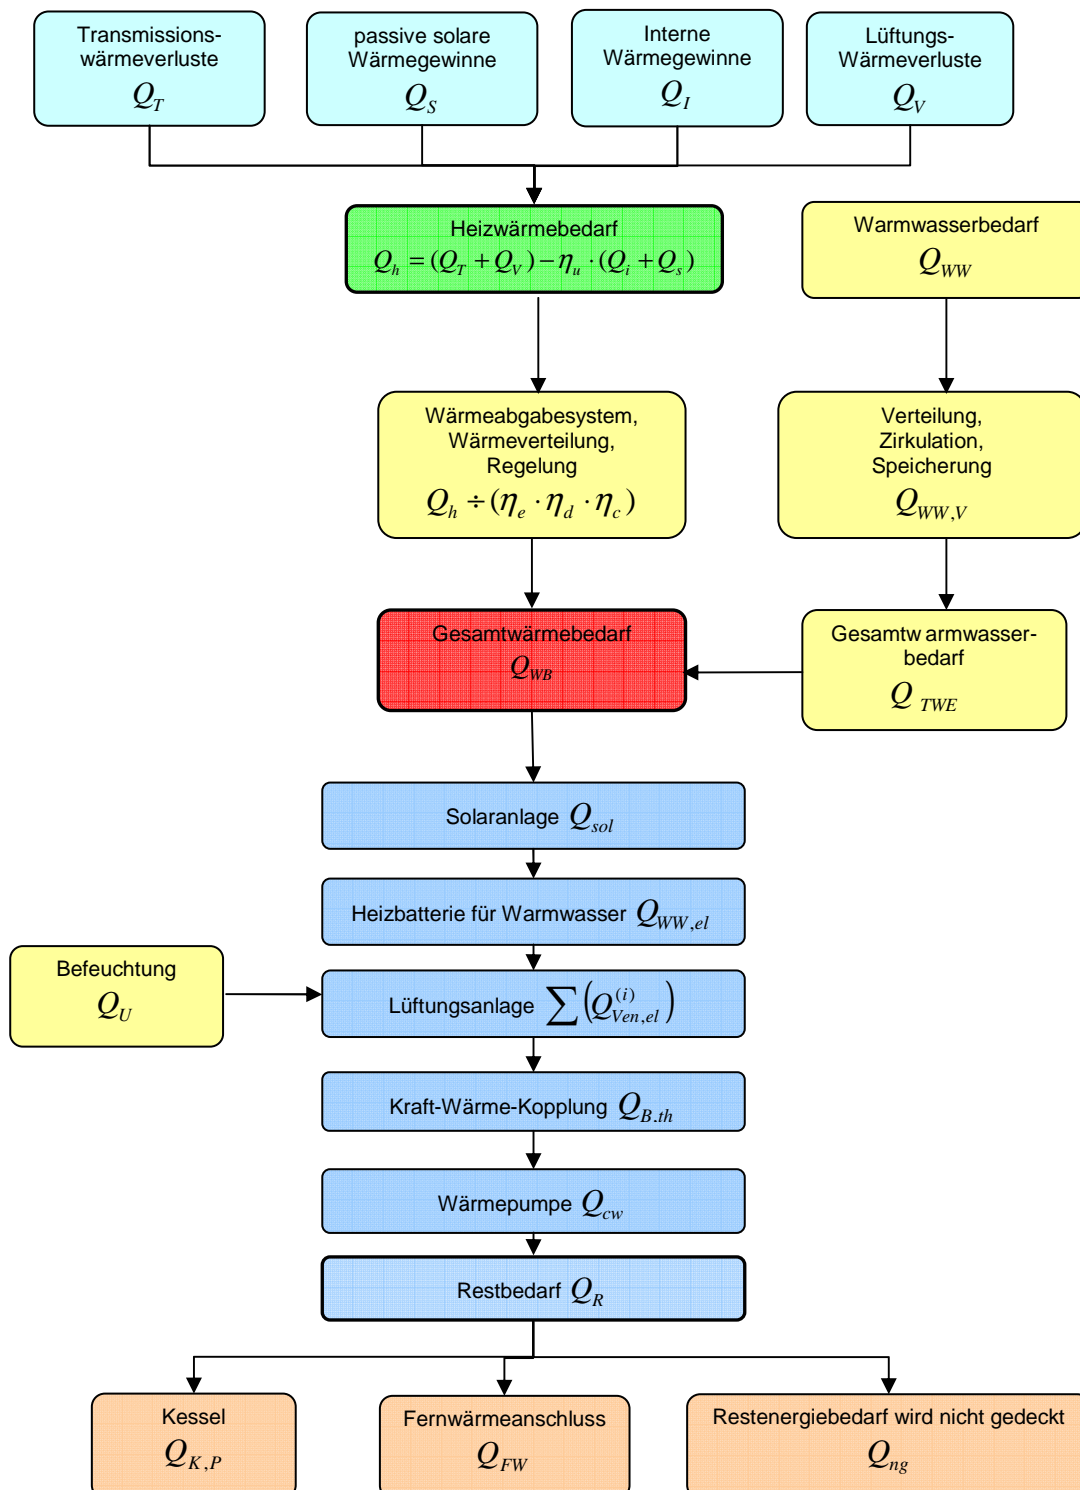 Transmissions-
wärmeverluste
Q_T
passive solare
Wärmegewinne
Q_S
Interne
Wärmegewinne
Q_I
Lüftungs-
Wärmeverluste
Q_V
Heizwärmebedarf
Q_h = (Q_T + Q_V) − η_u · (Q_i + Q_s)
Warmwasserbedarf
Q_WW
Wärmeabgabesystem,
Wärmeverteilung,
Regelung
Q_h ÷ (η_e · η_d · η_c)
Verteilung,
Zirkulation,
Speicherung
Q_WW,V
Gesamtwärmebedarf
Q_WB
Gesamtw armwasser-
bedarf
Q_TWE
Solaranlage Q_sol
Heizbatterie für Warmwasser Q_WW,el
Befeuchtung
Q_U
Lüftungsanlage ∑(Q_Ven,el^(i))
Kraft-Wärme-Kopplung Q_B.th
Wärmepumpe Q_cw
Restbedarf Q_R
Kessel
Q_K,P
Fernwärmeanschluss
Q_FW
Restenergiebedarf wird nicht gedeckt
Q_ng